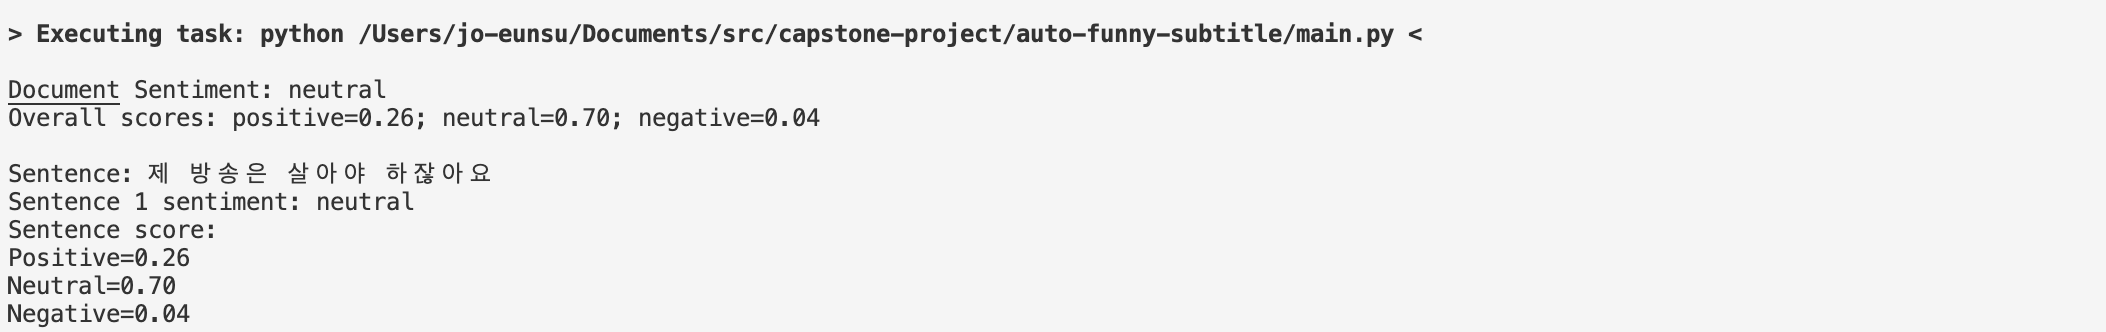 > Executing task: python /Users/jo-eunsu/Documents/src/capstone-project/auto-funny-subtitle/main.py <
Document Sentiment: neutral
Overall scores: positive=0.26; neutral=0.70; negative=0.04
Sentence: 제 방송은 살아야 하잖아요
Sentence 1 sentiment: neutral
Sentence score:
Positive=0.26
Neutral=0.70
Negative=0.04